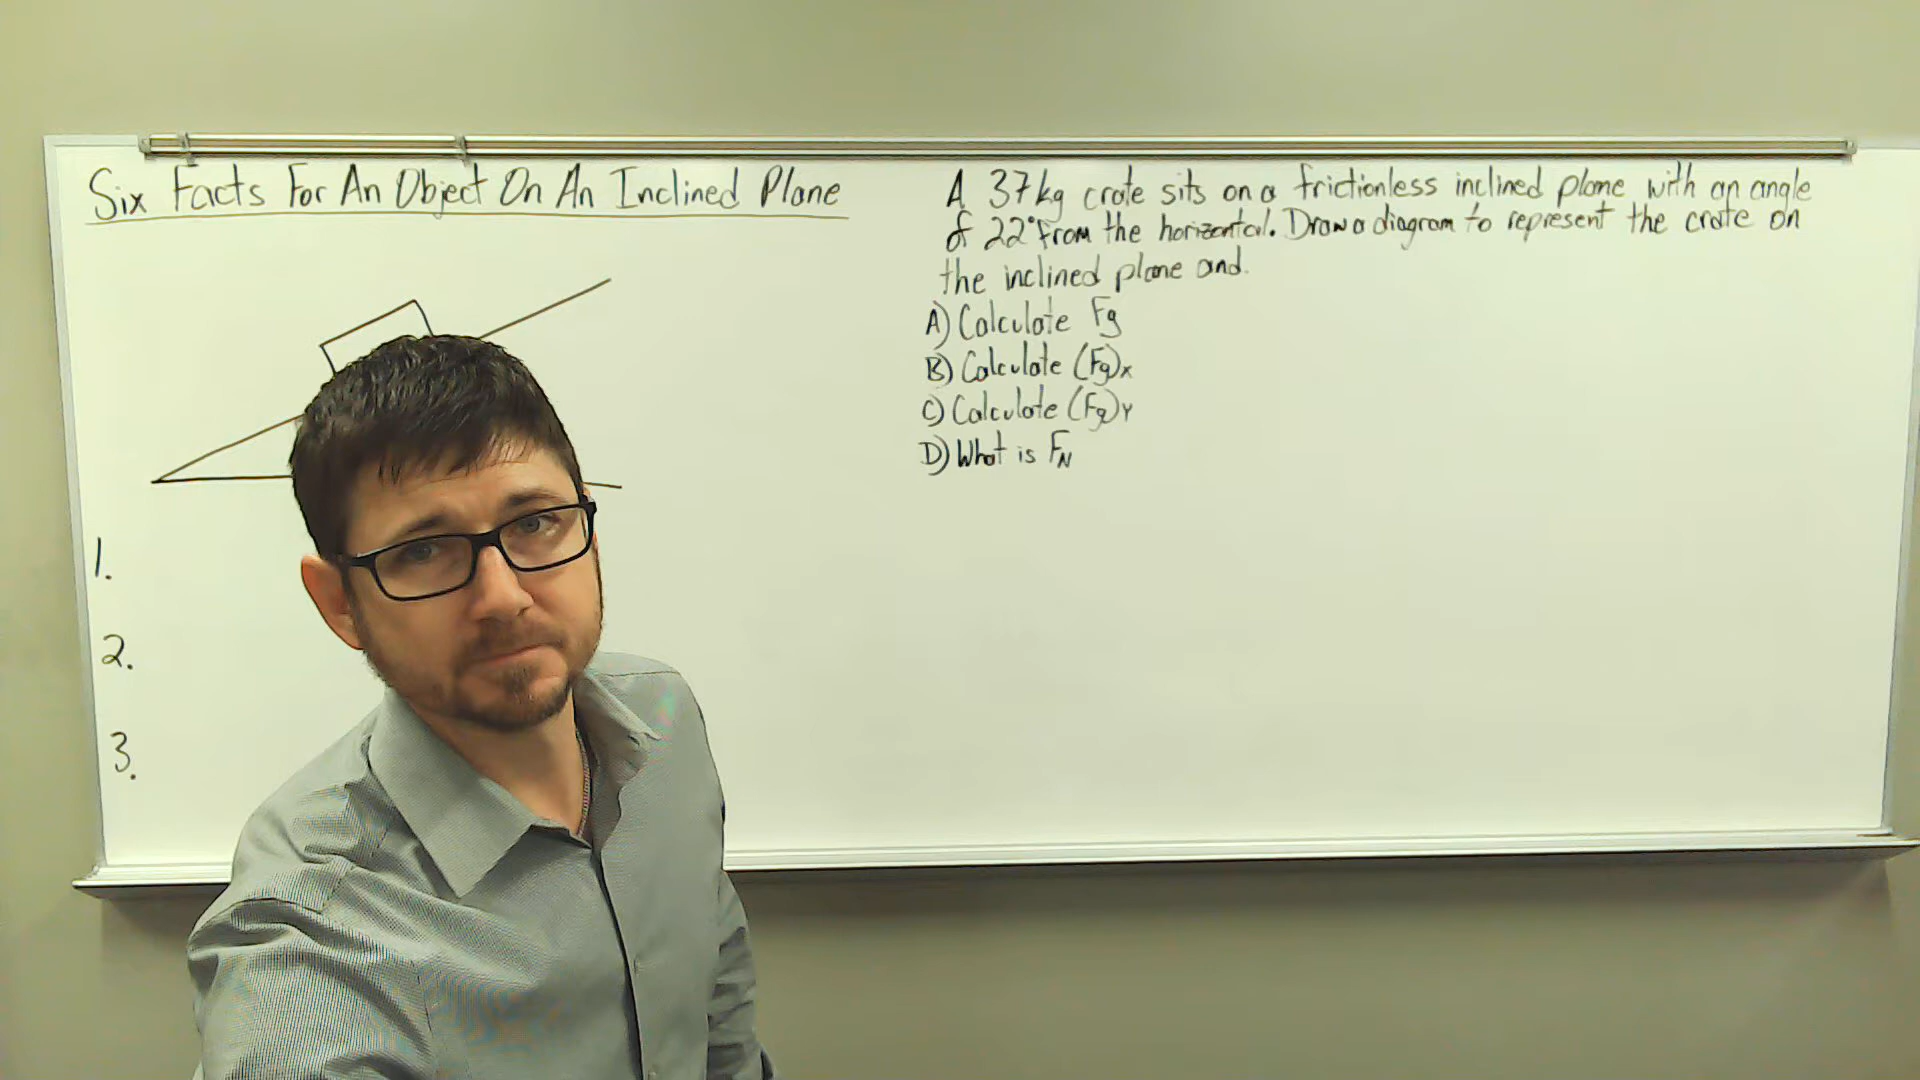 Six Facts For An Object On An Inclined Plane
A 37kg crate sits on a frictionless inclined plane with an angle
of 22° from the horizontal. Draw a diagram to represent the crate on
the inclined plane and.
A) Calculate Fg
B) Calculate (Fg)x
C) Calculate (Fg)y
D) What is FN
1.
2.
3.